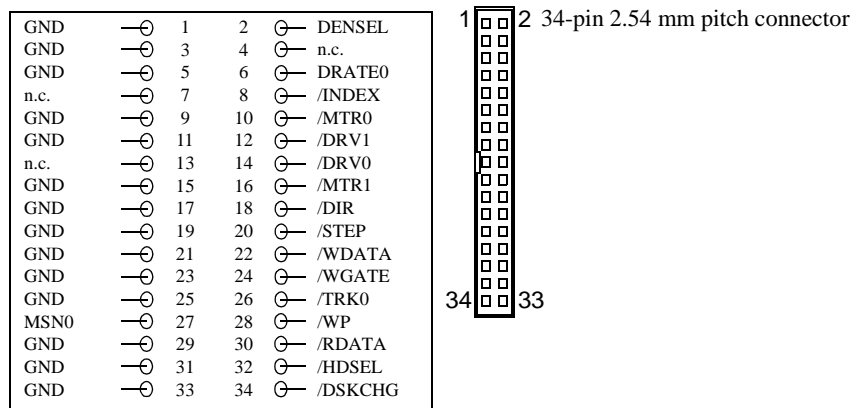 GND 1 2 DENSEL
GND 3 4 n.c.
GND 5 6 DRATE0
n.c. 7 8 /INDEX
GND 9 10 /MTR0
GND 11 12 /DRV1
n.c. 13 14 /DRV0
GND 15 16 /MTR1
GND 17 18 /DIR
GND 19 20 /STEP
GND 21 22 /WDATA
GND 23 24 /WGATE
GND 25 26 /TRK0
MSN0 27 28 /WP
GND 29 30 /RDATA
GND 31 32 /HDSEL
GND 33 34 /DSKCHG
1 2 34-pin 2.54 mm pitch connector
34 33